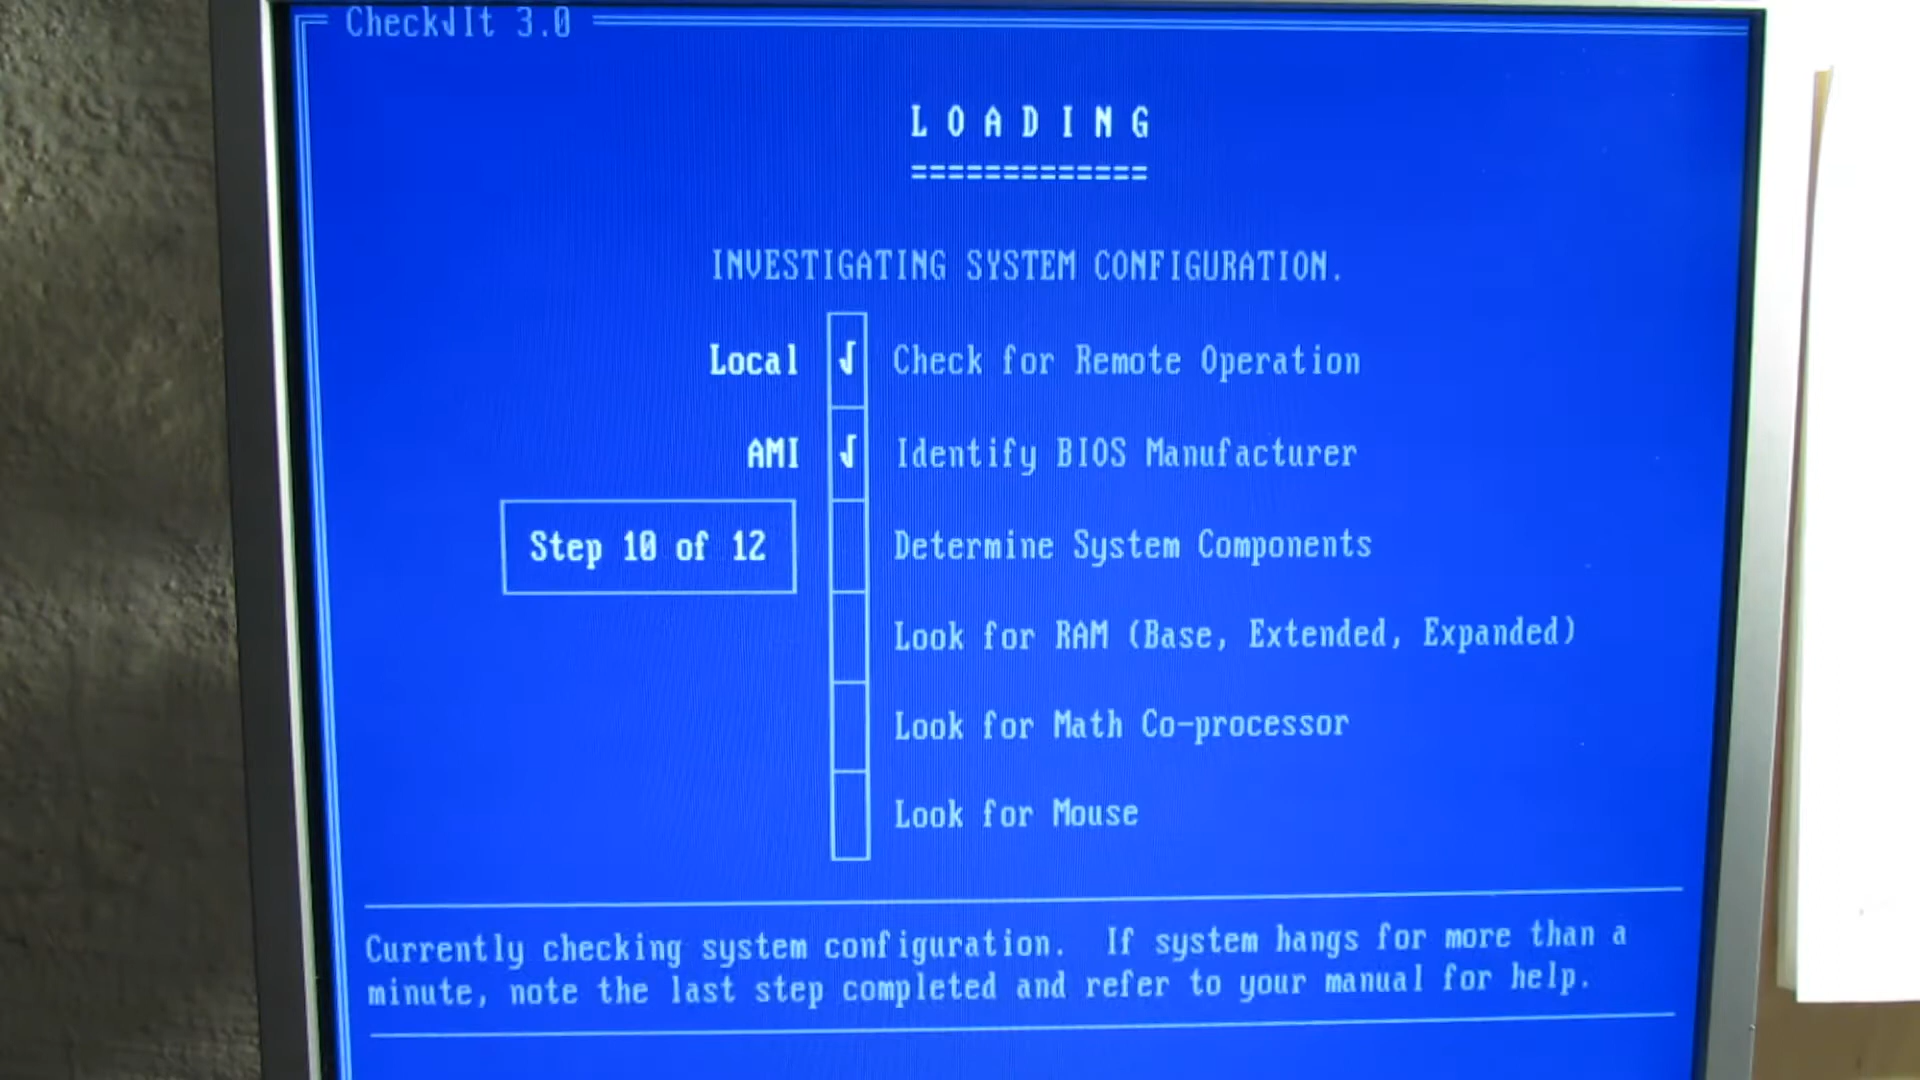 Check√It 3.0
LOADING
=============
INVESTIGATING SYSTEM CONFIGURATION.
Local √ Check for Remote Operation
AMI √ Identify BIOS Manufacturer
Step 10 of 12 Determine System Components
Look for RAM (Base, Extended, Expanded)
Look for Math Co-processor
Look for Mouse
Currently checking system configuration. If system hangs for more than a
minute, note the last step completed and refer to your manual for help.